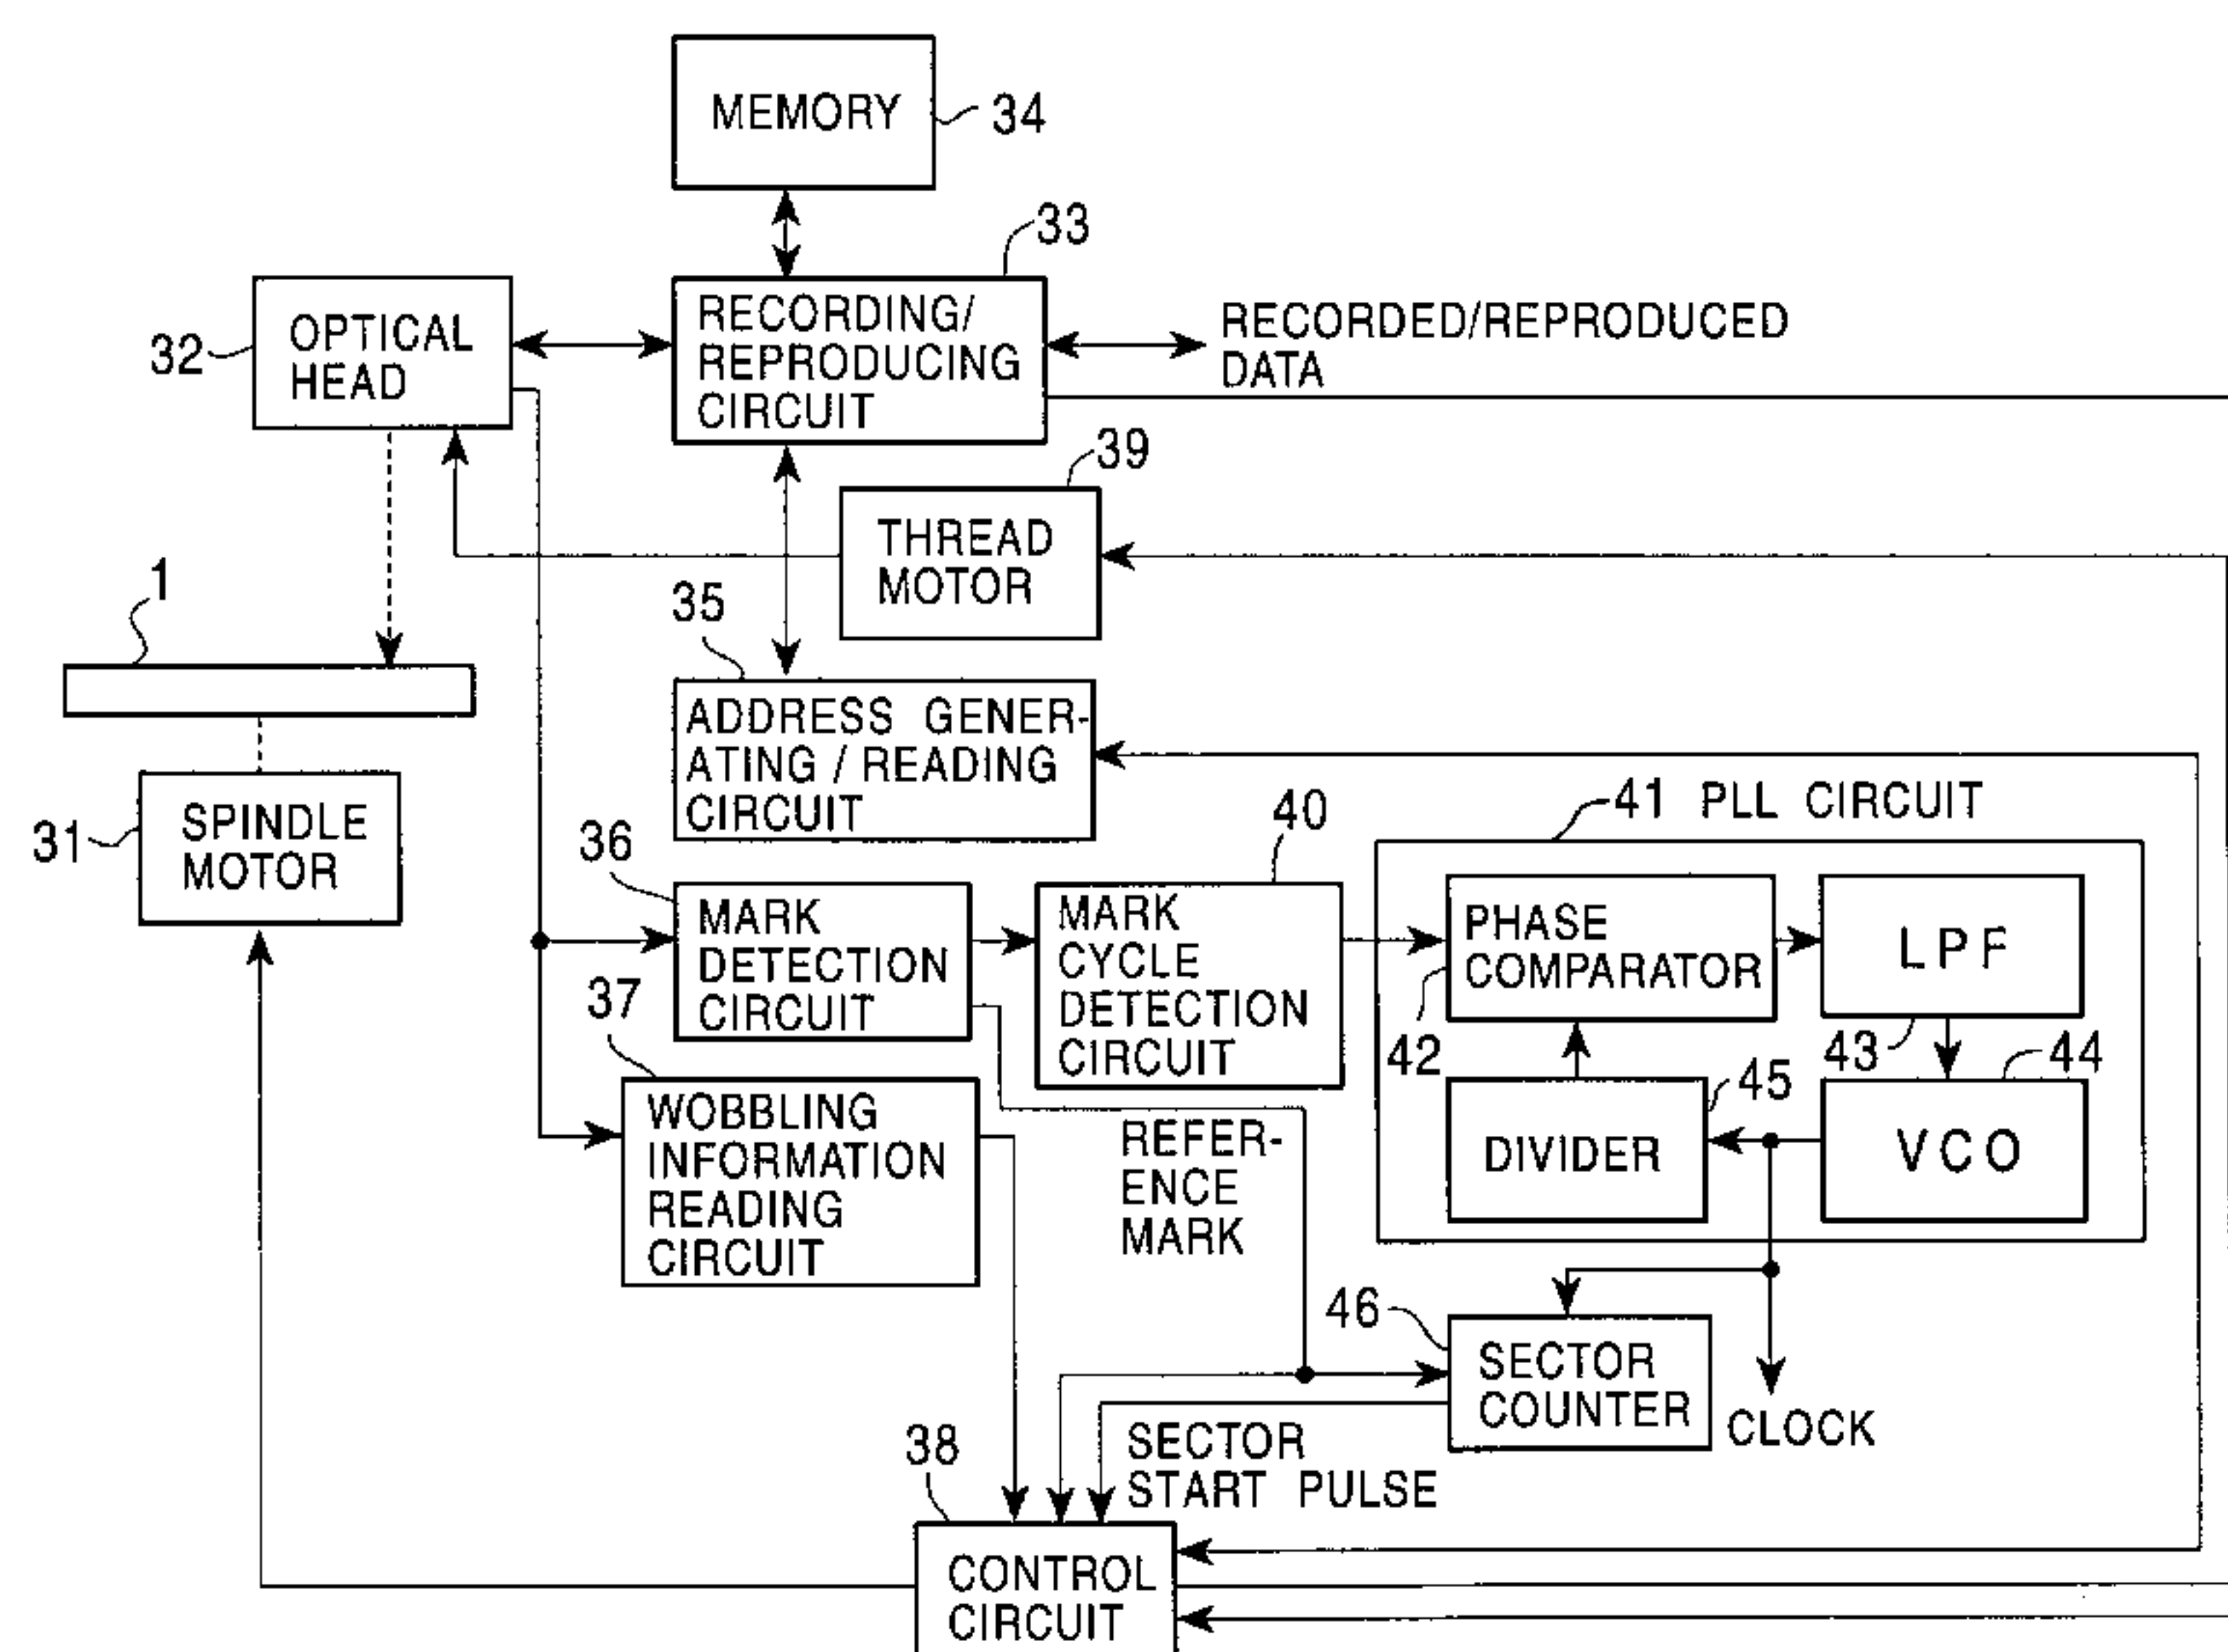 MEMORY
34
33
32
OPTICAL
HEAD
RECORDING/
REPRODUCING
CIRCUIT
RECORDED/REPRODUCED
DATA
39
THREAD
MOTOR
1
35
ADDRESS GENER-
ATING / READING
CIRCUIT
31
SPINDLE
MOTOR
36
MARK
DETECTION
CIRCUIT
40
MARK
CYCLE
DETECTION
CIRCUIT
41 PLL CIRCUIT
PHASE
COMPARATOR
42
LPF
43
44
VCO
45
DIVIDER
37
WOBBLING
INFORMATION
READING
CIRCUIT
REFER-
ENCE
MARK
46
SECTOR
COUNTER
CLOCK
SECTOR
START PULSE
38
CONTROL
CIRCUIT